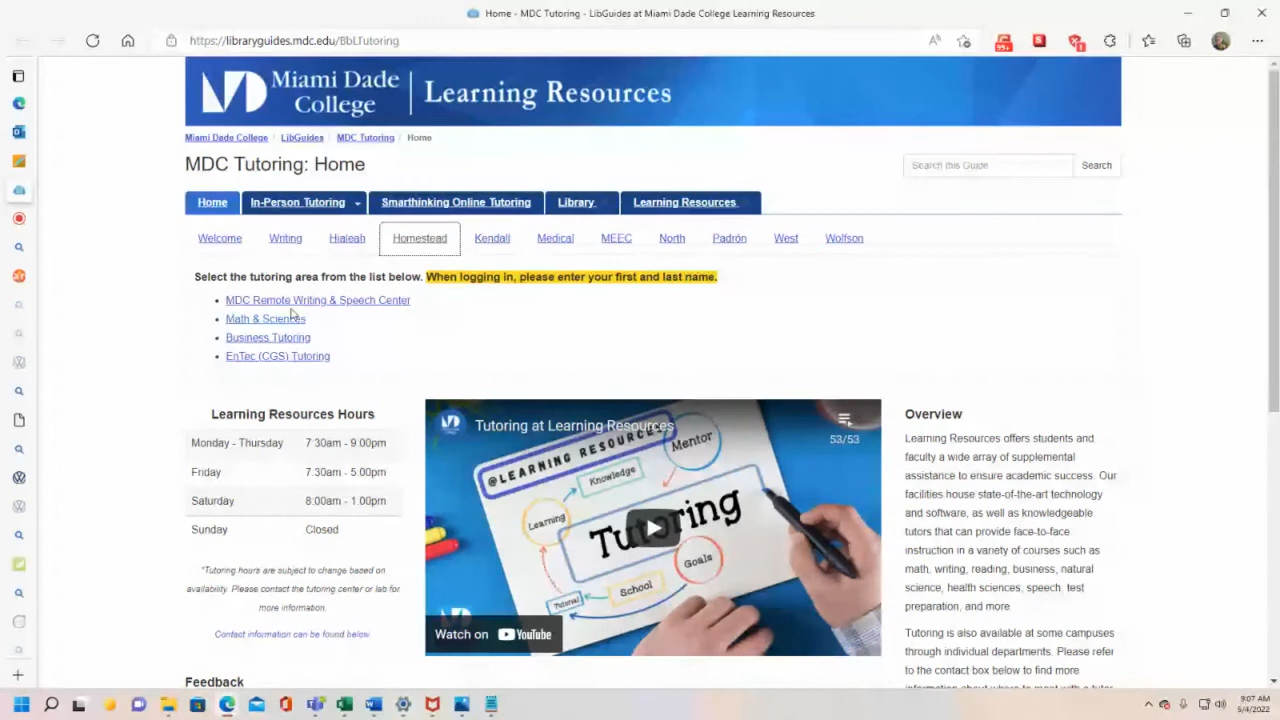 Home - MDC Tutoring - LibGuides at Miami Dade College Learning Resources
https://libraryguides.mdc.edu/BbLTutoring
Miami Dade College | Learning Resources
Miami Dade College / LibGuides / MDC Tutoring / Home
MDC Tutoring: Home
Search this Guide Search
Home In-Person Tutoring Smarthinking Online Tutoring Library Learning Resources
Welcome Writing Hialeah Homestead Kendall Medical MEEC North Padrón West Wolfson
Select the tutoring area from the list below. When logging in, please enter your first and last name.
MDC Remote Writing & Speech Center
Math & Sciences
Business Tutoring
EnTec (CGS) Tutoring
Learning Resources Hours
Monday - Thursday 7:30am - 9:00pm
Friday 7:30am - 5:00pm
Saturday 8:00am - 1:00pm
Sunday Closed
*Tutoring hours are subject to change based on
availability. Please contact the tutoring center or lab for
more information.
Contact information can be found below
Feedback
Tutoring at Learning Resources
53/53
@LEARNING RESOURCES
Mentor
Knowledge
Learning
Tutoring
Goals
School
Tutorial
Watch on YouTube
Overview
Learning Resources offers students and
faculty a wide array of supplemental
assistance to ensure academic success. Our
facilities house state-of-the-art technology
and software, as well as knowledgeable
tutors that can provide face-to-face
instruction in a variety of courses such as
math, writing, reading, business, natural
science, health sciences, speech, test
preparation, and more.
Tutoring is also available at some campuses
through individual departments. Please refer
to the contact box below to find more
information about where to meet with a tutor
9:07 AM
5/4/2022